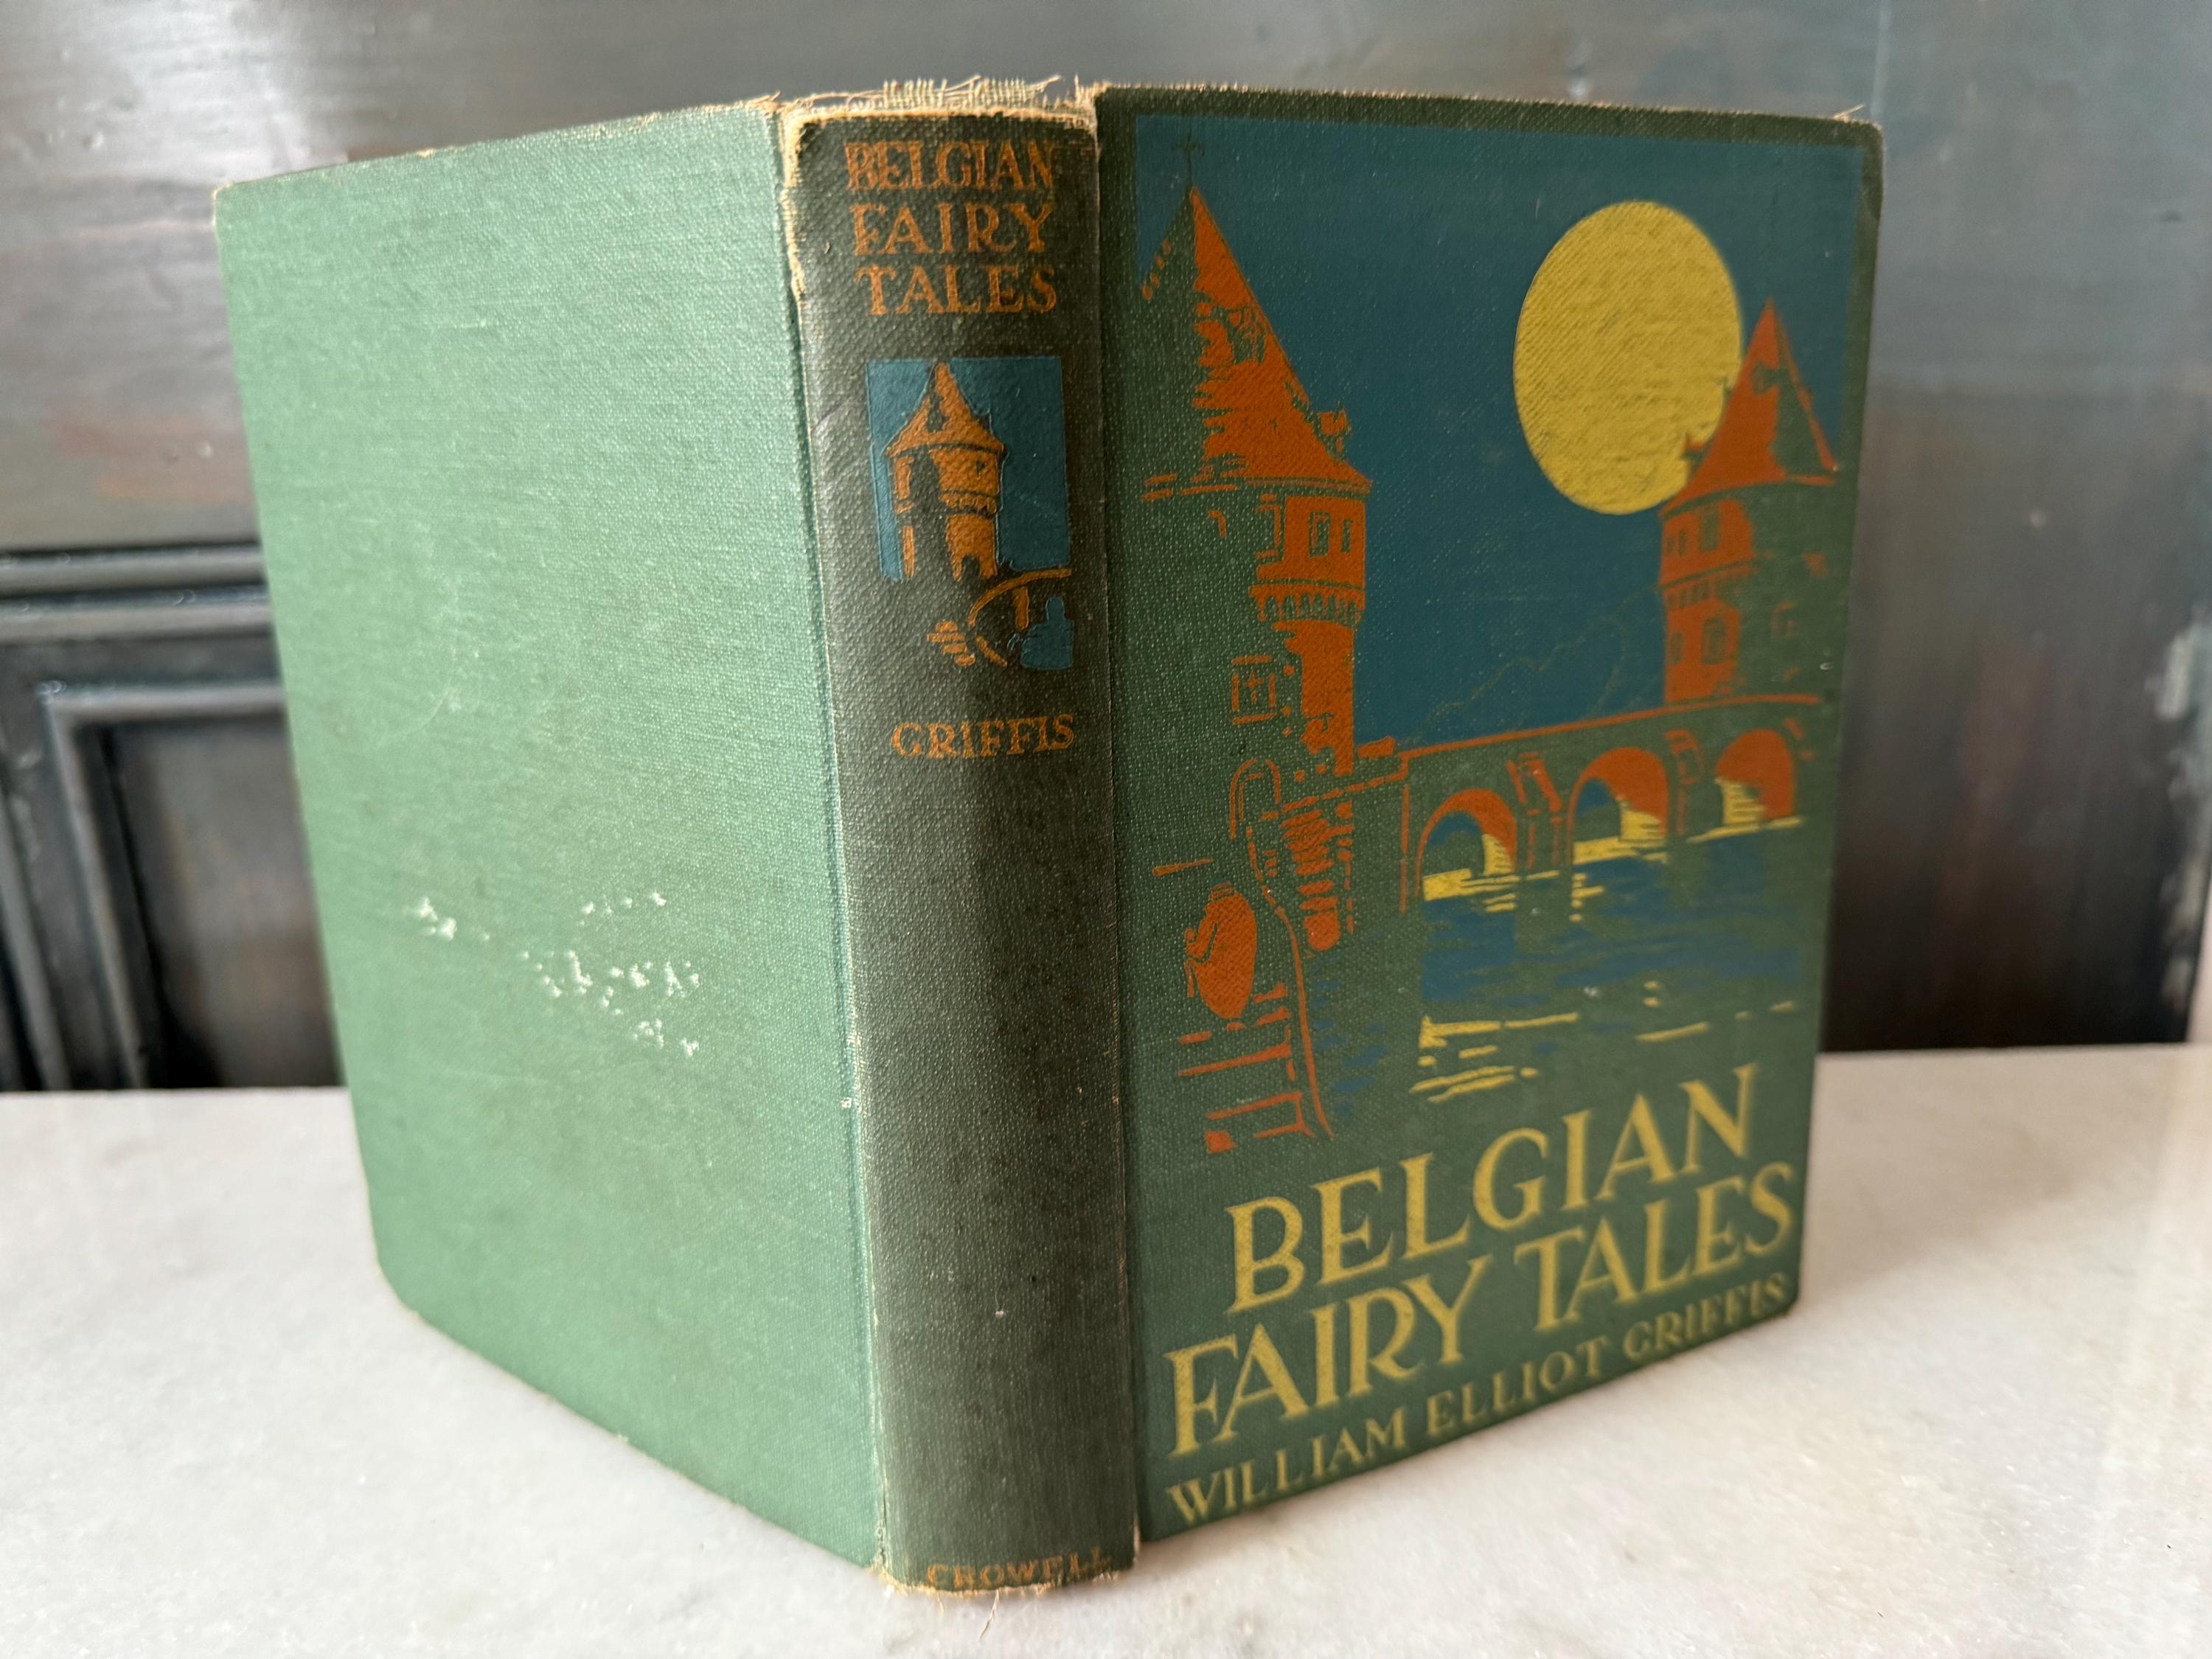 BELGIAN
FAIRY
TALES
GRIFFIS
CROWELL
BELGIAN
FAIRY TALES
WILLIAM ELLIOT GRIFFIS